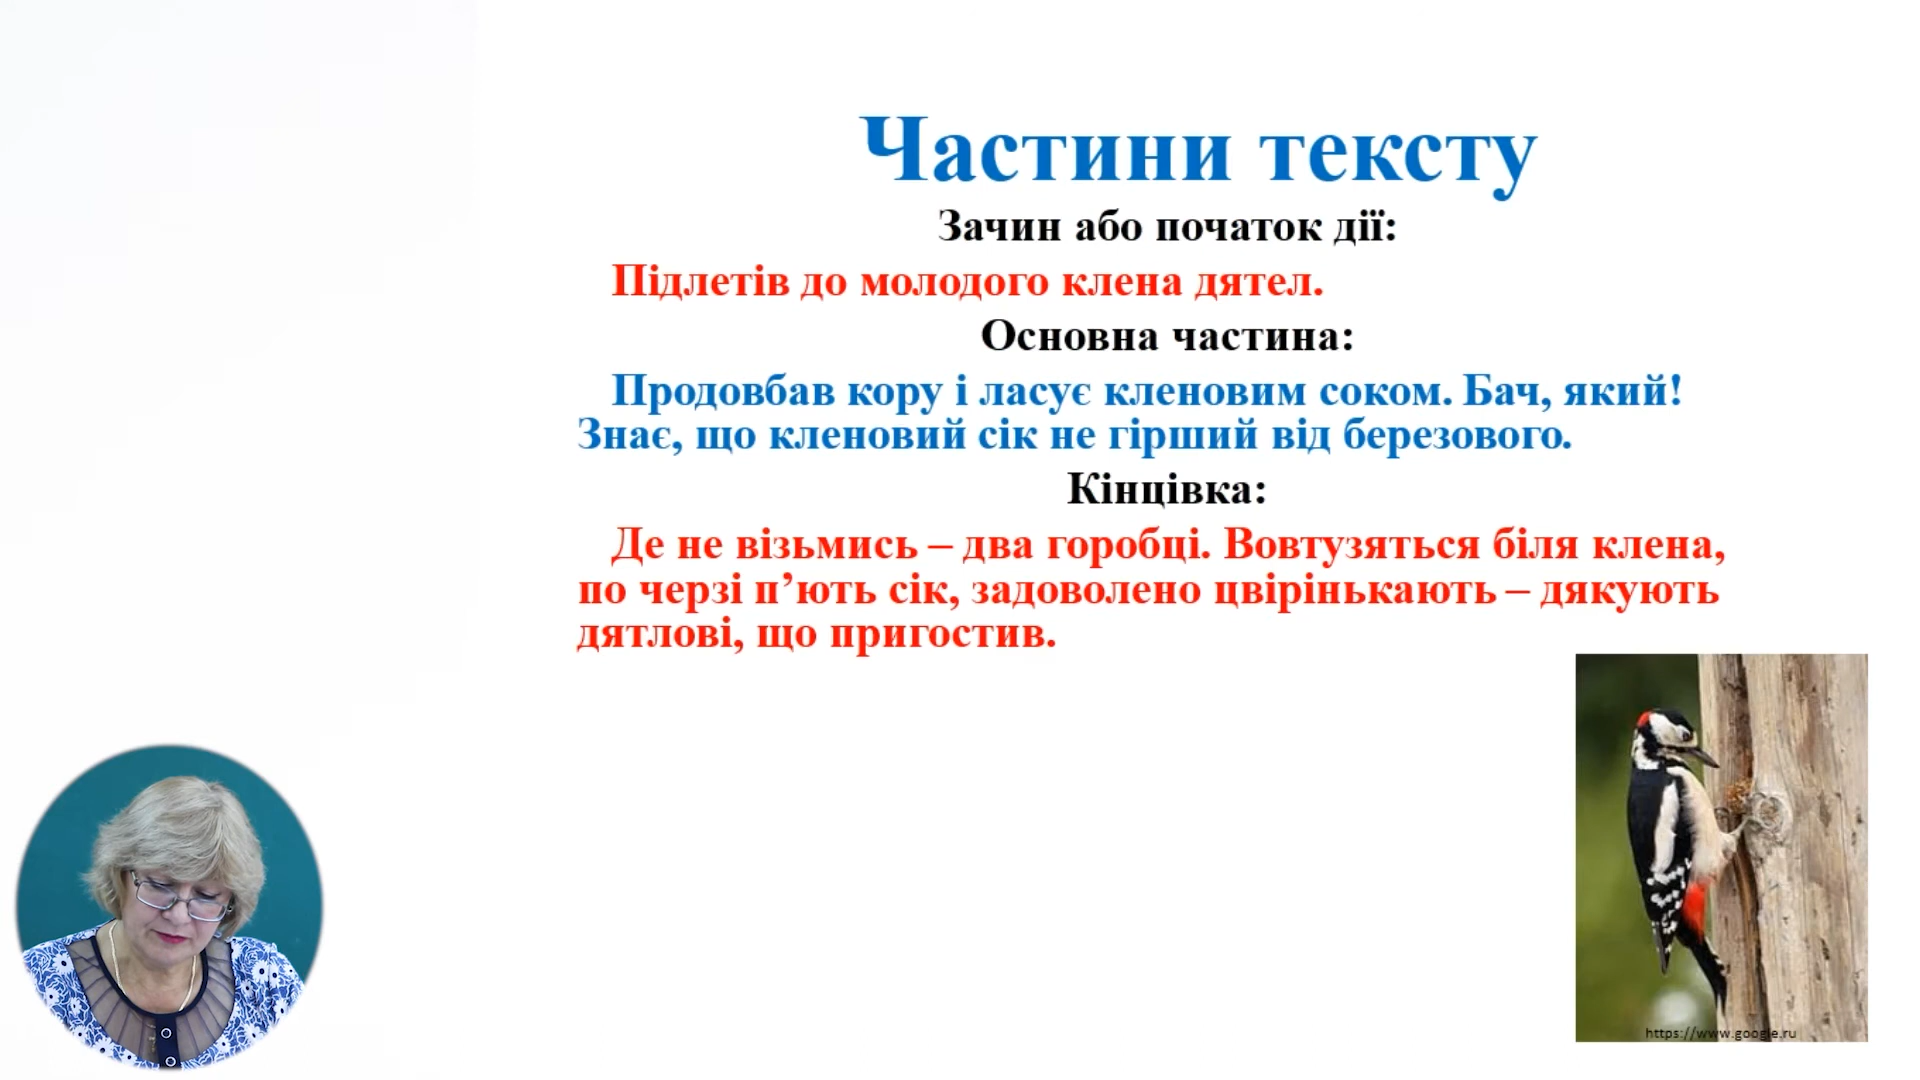 Частини тексту
Зачин або початок дії:
Підлетів до молодого клена дятел.
Основна частина:
Продовбав кору і ласує кленовим соком. Бач, який!
Знає, що кленовий сік не гірший від березового.
Кінцівка:
Де не візьмись – два горобці. Вовтузяться біля клена,
по черзі п’ють сік, задоволено цвірінькають – дякують
дятлові, що пригостив.
https://www.google.ru